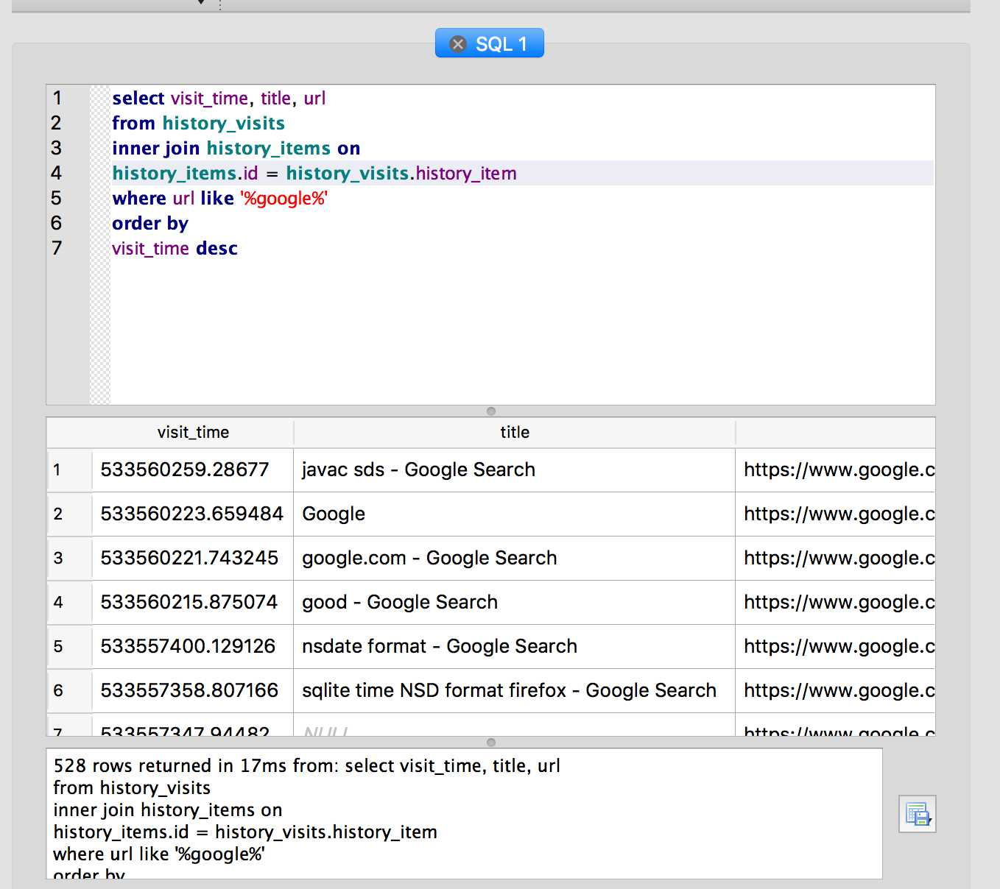 SQL 1
1 select visit_time, title, url
2 from history_visits
3 inner join history_items on
4 history_items.id = history_visits.history_item
5 where url like '%google%'
6 order by
7 visit_time desc
visit_time title
1 533560259.28677 javac sds - Google Search https://www.google.c
2 533560223.659484 Google https://www.google.c
3 533560221.743245 google.com - Google Search https://www.google.c
4 533560215.875074 good - Google Search https://www.google.c
5 533557400.129126 nsdate format - Google Search https://www.google.c
6 533557358.807166 sqlite time NSD format firefox - Google Search https://www.google.c
7 533557347.94482 NULL https://www.google.c
528 rows returned in 17ms from: select visit_time, title, url
from history_visits
inner join history_items on
history_items.id = history_visits.history_item
where url like '%google%'
order by